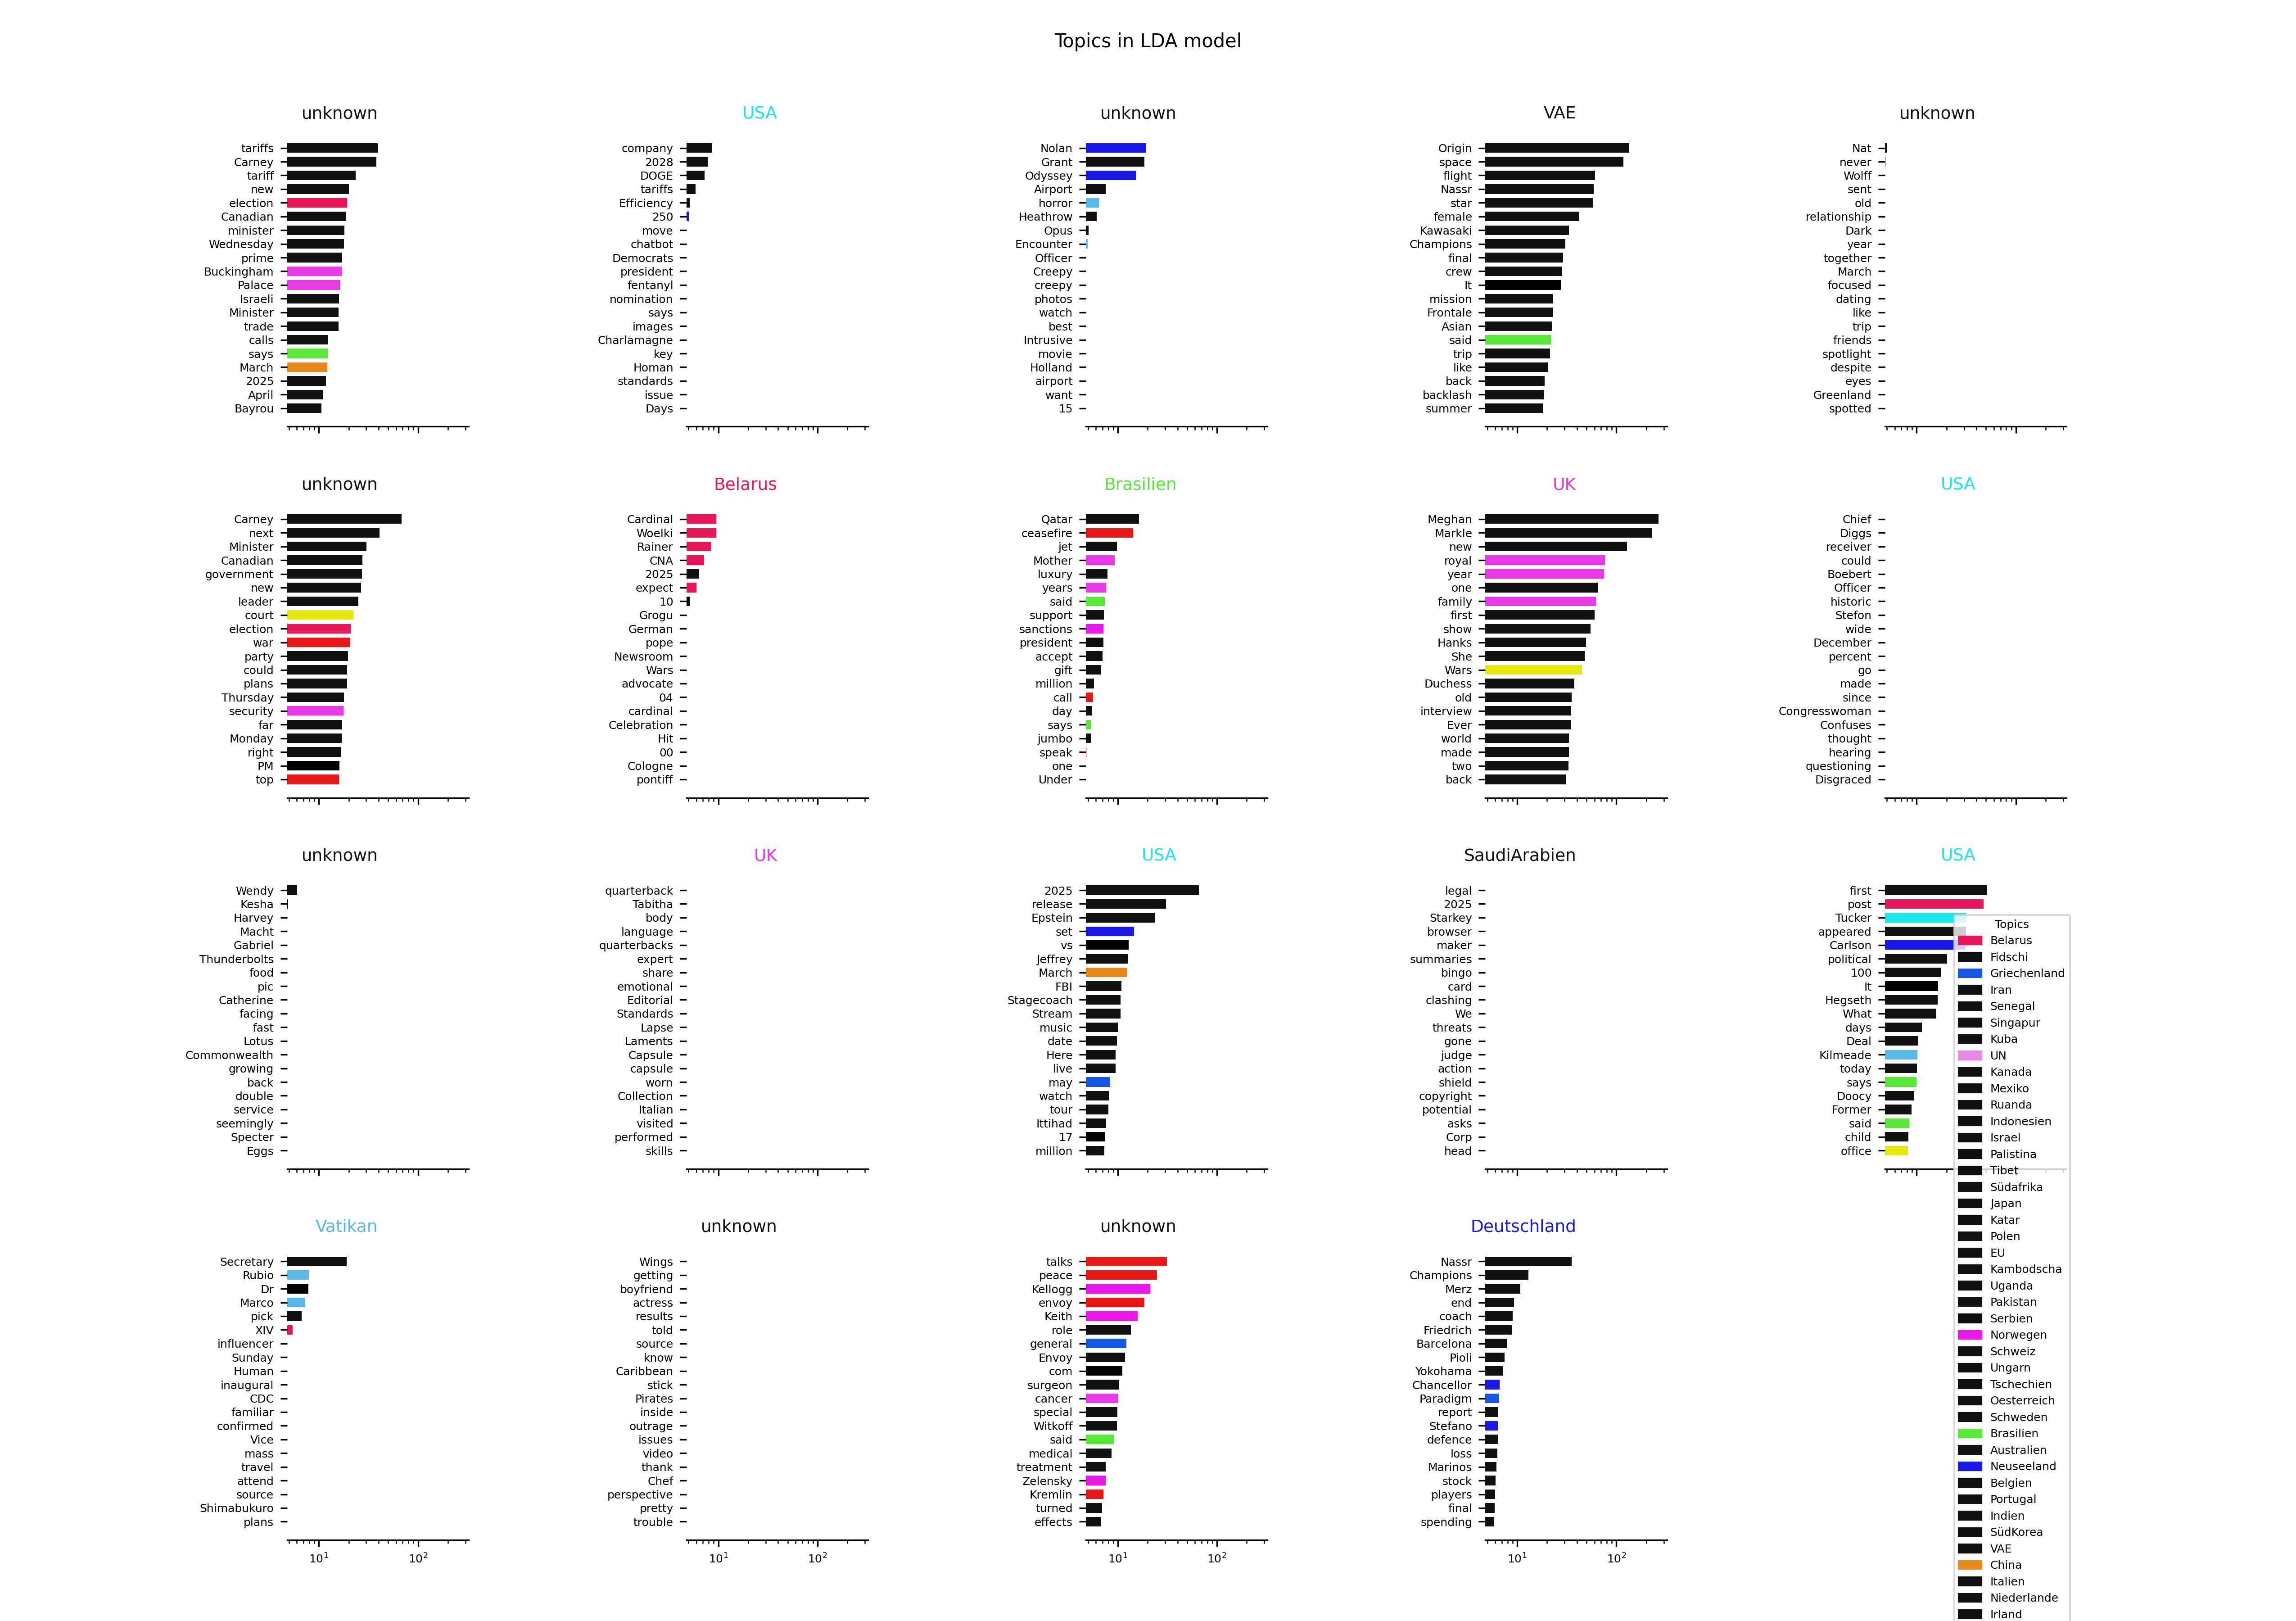 Topics in LDA model
unknown
tariffs
Carney
tariff
new
election
Canadian
minister
Wednesday
prime
Buckingham
Palace
Israeli
Minister
trade
calls
says
March
2025
April
Bayrou
USA
company
2028
DOGE
tariffs
Efficiency
250
move
chatbot
Democrats
president
fentanyl
nomination
says
images
Charlamagne
key
Homan
standards
issue
Days
unknown
Nolan
Grant
Odyssey
Airport
horror
Heathrow
Opus
Encounter
Officer
Creepy
creepy
photos
watch
best
Intrusive
movie
Holland
airport
want
15
VAE
Origin
space
flight
Nassr
star
female
Kawasaki
Champions
final
crew
It
mission
Frontale
Asian
said
trip
like
back
backlash
summer
unknown
Nat
never
Wolff
sent
old
relationship
Dark
year
together
March
focused
dating
like
trip
friends
spotlight
despite
eyes
Greenland
spotted
unknown
Carney
next
Minister
Canadian
government
new
leader
court
election
war
party
could
plans
Thursday
security
far
Monday
right
PM
top
Belarus
Cardinal
Woelki
Rainer
CNA
2025
expect
10
Grogu
German
pope
Newsroom
Wars
advocate
04
cardinal
Celebration
Hit
00
Cologne
pontiff
Brasilien
Qatar
ceasefire
jet
Mother
luxury
years
said
support
sanctions
president
accept
gift
million
call
day
says
jumbo
speak
one
Under
UK
Meghan
Markle
new
royal
year
one
family
first
show
Hanks
She
Wars
Duchess
old
interview
Ever
world
made
two
back
USA
Chief
Diggs
receiver
could
Boebert
Officer
historic
Stefon
wide
December
percent
go
made
since
Congresswoman
Confuses
thought
hearing
questioning
Disgraced
unknown
Wendy
Kesha
Harvey
Macht
Gabriel
Thunderbolts
food
pic
Catherine
facing
fast
Lotus
Commonwealth
growing
back
double
service
seemingly
Specter
Eggs
UK
quarterback
Tabitha
body
language
quarterbacks
expert
share
emotional
Editorial
Standards
Lapse
Laments
Capsule
capsule
worn
Collection
Italian
visited
performed
skills
USA
2025
release
Epstein
set
vs
Jeffrey
March
FBI
Stagecoach
Stream
music
date
Here
live
may
watch
tour
Ittihad
17
million
SaudiArabien
legal
2025
Starkey
browser
maker
summaries
bingo
card
clashing
We
threats
gone
judge
action
shield
copyright
potential
asks
Corp
head
USA
first
post
Tucker
appeared
Carlson
political
100
It
Hegseth
What
days
Deal
Kilmeade
today
says
Doocy
Former
said
child
office
Vatikan
Secretary
Rubio
Dr
Marco
pick
XIV
influencer
Sunday
Human
inaugural
CDC
familiar
confirmed
Vice
mass
travel
attend
source
Shimabukuro
plans
10^1
10^2
unknown
Wings
getting
boyfriend
actress
results
told
source
know
Caribbean
stick
Pirates
inside
outrage
issues
video
thank
Chef
perspective
pretty
trouble
10^1
10^2
unknown
talks
peace
Kellogg
envoy
Keith
role
general
Envoy
com
surgeon
cancer
special
Witkoff
said
medical
treatment
Zelensky
Kremlin
turned
effects
10^1
10^2
Deutschland
Nassr
Champions
Merz
end
coach
Friedrich
Barcelona
Pioli
Yokohama
Chancellor
Paradigm
report
Stefano
defence
loss
Marinos
stock
players
final
spending
10^1
10^2
Topics
Belarus
Fidschi
Griechenland
Iran
Senegal
Singapur
Kuba
UN
Kanada
Mexiko
Ruanda
Indonesien
Israel
Palistina
Tibet
Südafrika
Japan
Katar
Polen
EU
Kambodscha
Uganda
Pakistan
Serbien
Norwegen
Schweiz
Ungarn
Tschechien
Oesterreich
Schweden
Brasilien
Australien
Neuseeland
Belgien
Portugal
Indien
SüdKorea
VAE
China
Italien
Niederlande
Irland